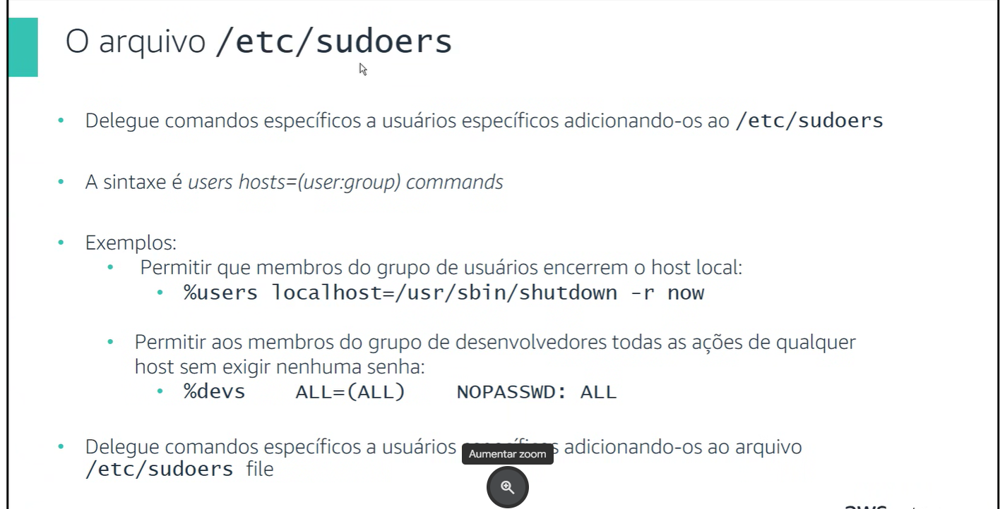 O arquivo /etc/sudoers
• Delegue comandos específicos a usuários específicos adicionando-os ao /etc/sudoers
• A sintaxe é users hosts=(user:group) commands
• Exemplos:
• Permitir que membros do grupo de usuários encerrem o host local:
• %users localhost=/usr/sbin/shutdown -r now
• Permitir aos membros do grupo de desenvolvedores todas as ações de qualquer
host sem exigir nenhuma senha:
• %devs ALL=(ALL) NOPASSWD: ALL
• Delegue comandos específicos a usuários específicos adicionando-os ao arquivo
Aumentar zoom
/etc/sudoers file